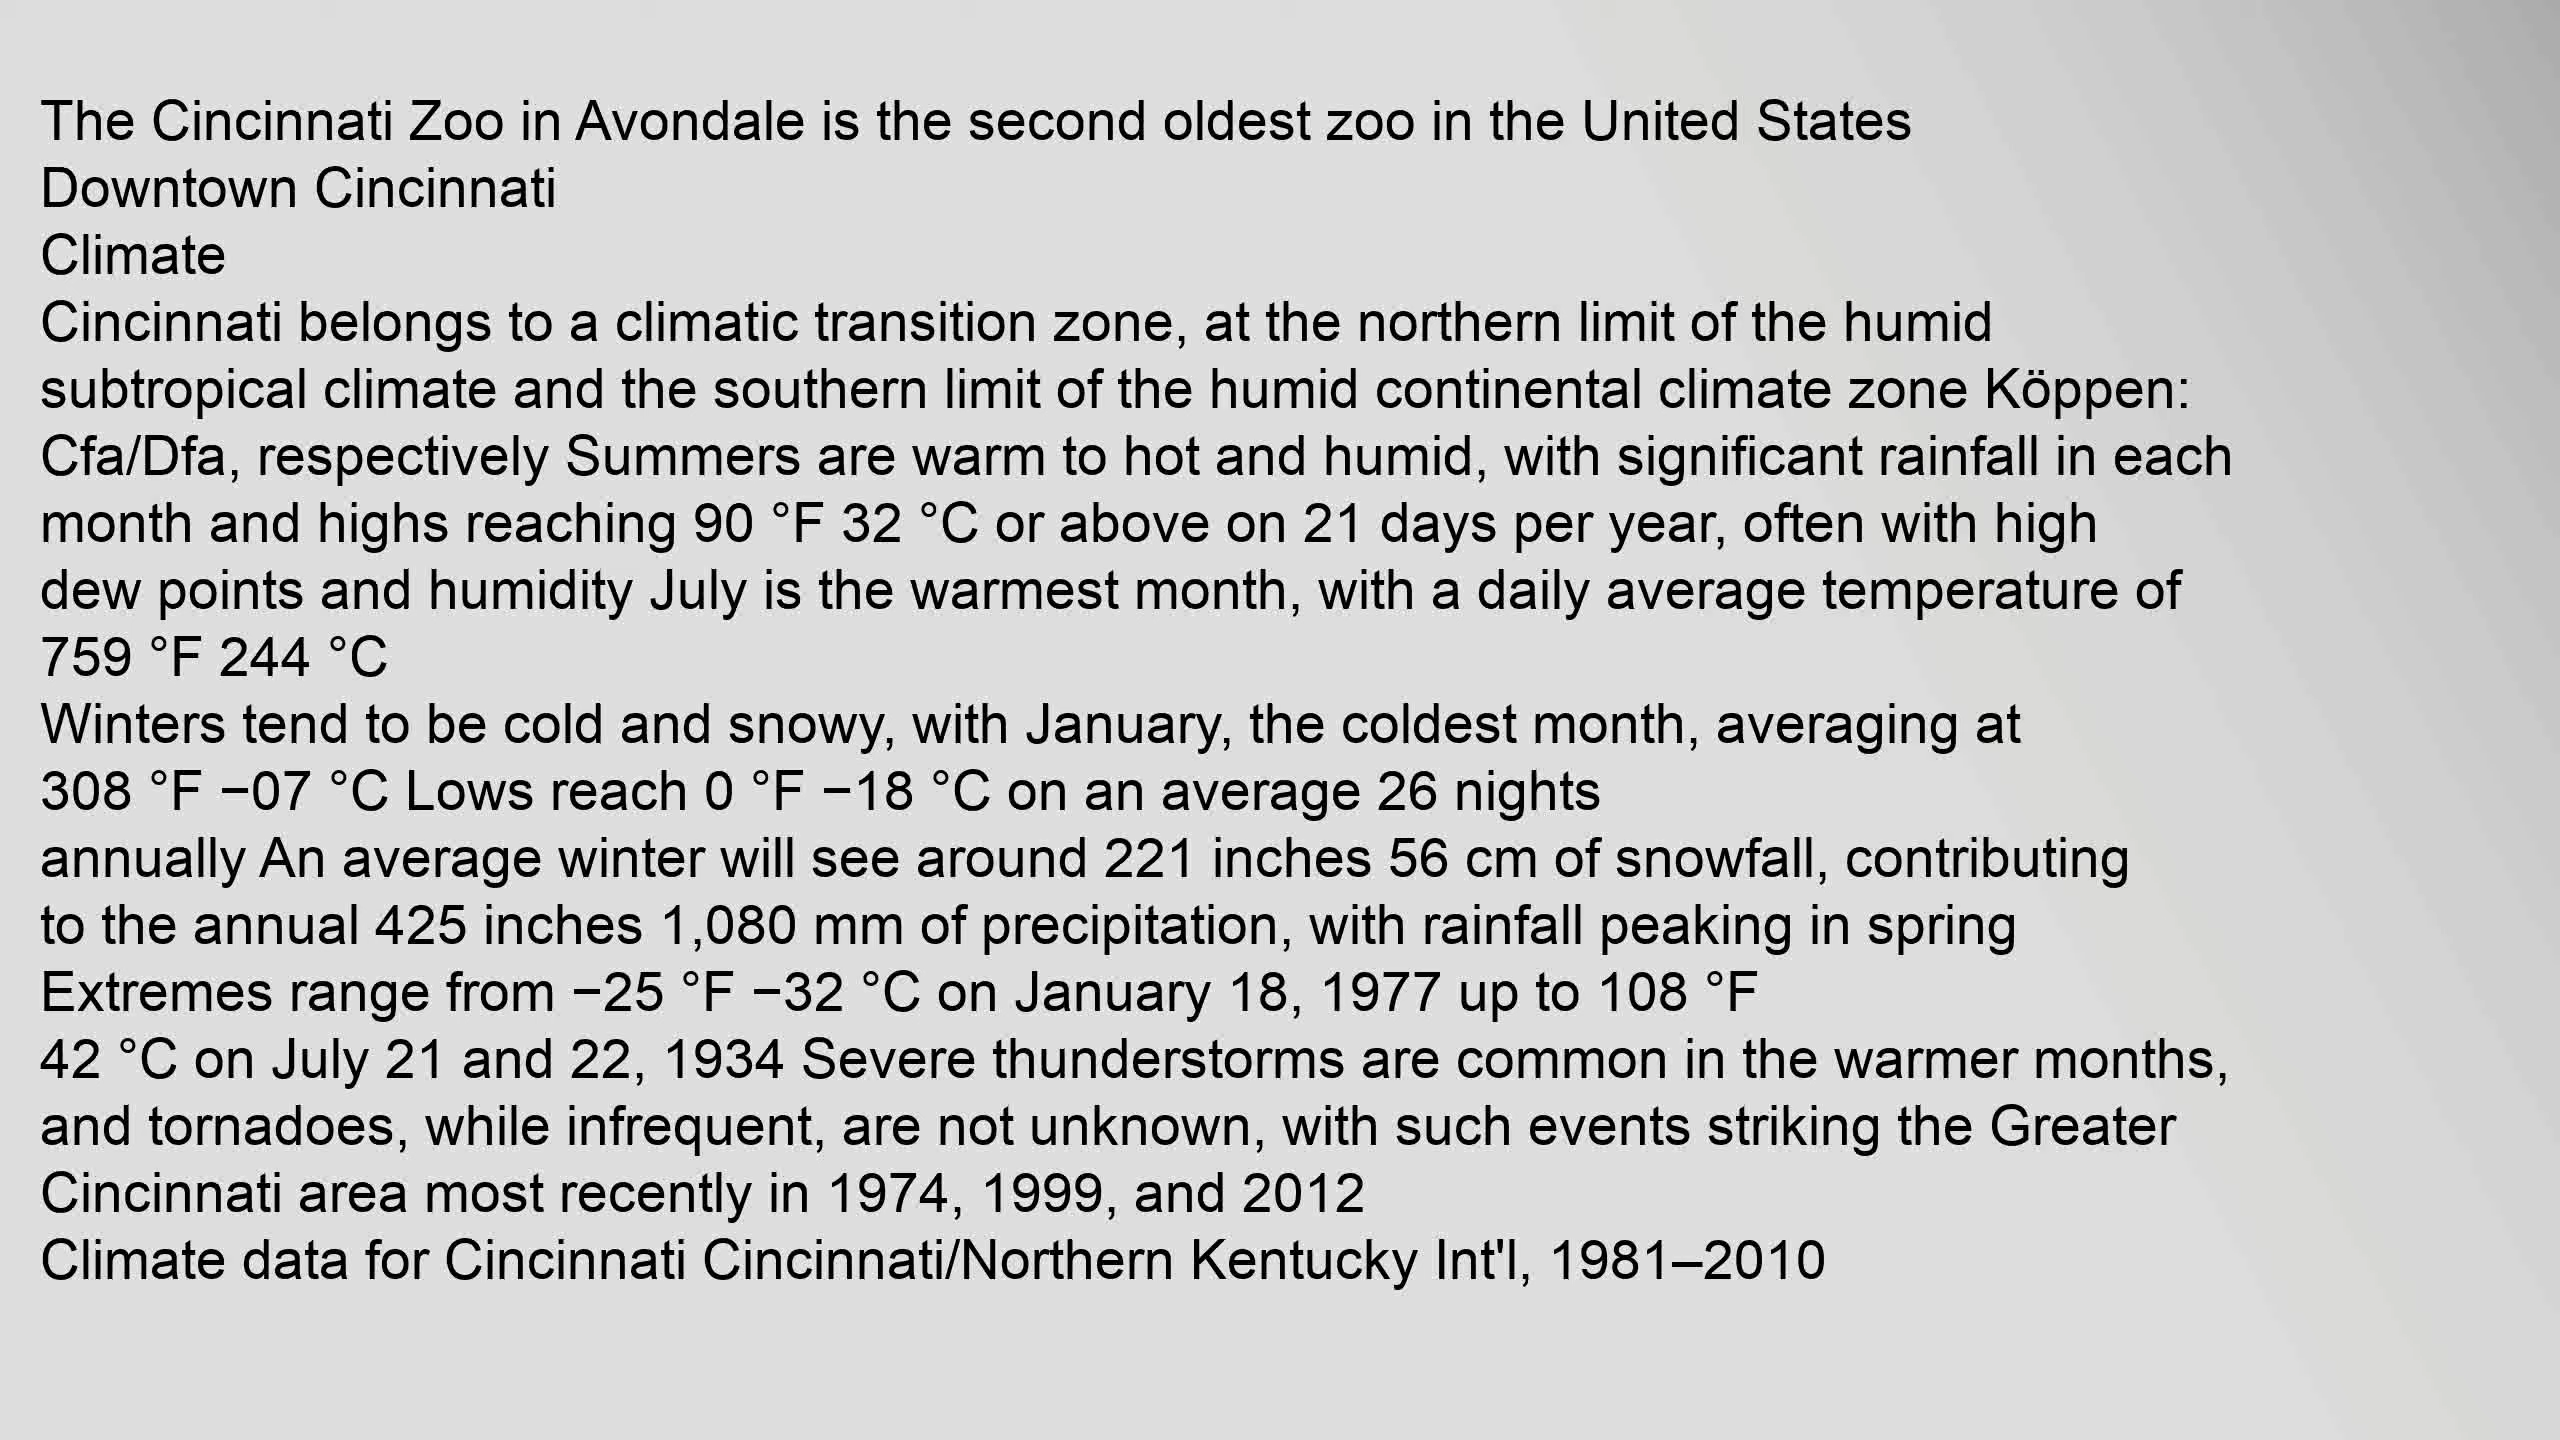 The Cincinnati Zoo in Avondale is the second oldest zoo in the United States
Downtown Cincinnati
Climate
Cincinnati belongs to a climatic transition zone, at the northern limit of the humid
subtropical climate and the southern limit of the humid continental climate zone Köppen:
Cfa/Dfa, respectively Summers are warm to hot and humid, with significant rainfall in each
month and highs reaching 90 °F 32 °C or above on 21 days per year, often with high
dew points and humidity July is the warmest month, with a daily average temperature of
759 °F 244 °C
Winters tend to be cold and snowy, with January, the coldest month, averaging at
308 °F −07 °C Lows reach 0 °F −18 °C on an average 26 nights
annually An average winter will see around 221 inches 56 cm of snowfall, contributing
to the annual 425 inches 1,080 mm of precipitation, with rainfall peaking in spring
Extremes range from −25 °F −32 °C on January 18, 1977 up to 108 °F
42 °C on July 21 and 22, 1934 Severe thunderstorms are common in the warmer months,
and tornadoes, while infrequent, are not unknown, with such events striking the Greater
Cincinnati area most recently in 1974, 1999, and 2012
Climate data for Cincinnati Cincinnati/Northern Kentucky Int'l, 1981–2010